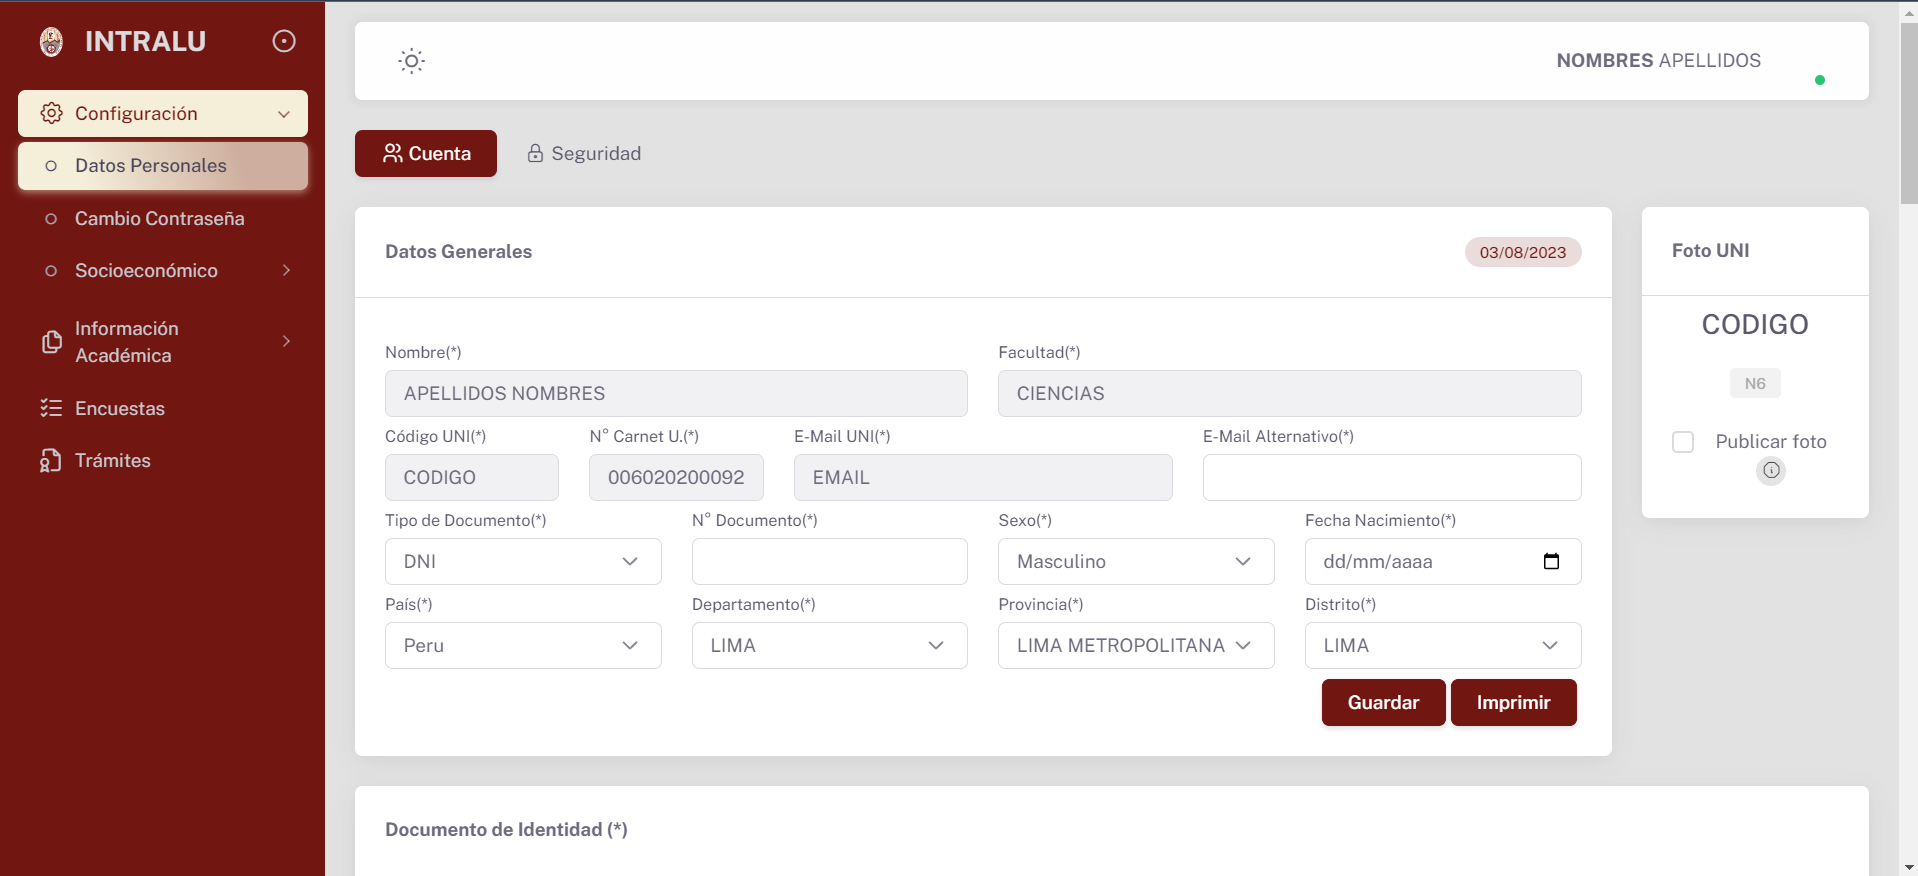 INTRALU
Configuración
Datos Personales
Cambio Contraseña
Socioeconómico
Información
Académica
Encuestas
Trámites
NOMBRES APELLIDOS
Cuenta
Seguridad
Datos Generales
03/08/2023
Nombre(*)
Facultad(*)
APELLIDOS NOMBRES
CIENCIAS
Código UNI(*)
N° Carnet U.(*)
E-Mail UNI(*)
E-Mail Alternativo(*)
CODIGO
006020200092
EMAIL
Tipo de Documento(*)
N° Documento(*)
Sexo(*)
Fecha Nacimiento(*)
DNI
Masculino
dd/mm/aaaa
País(*)
Departamento(*)
Provincia(*)
Distrito(*)
Peru
LIMA
LIMA METROPOLITANA
LIMA
Guardar
Imprimir
Foto UNI
CODIGO
N6
Publicar foto
Documento de Identidad (*)